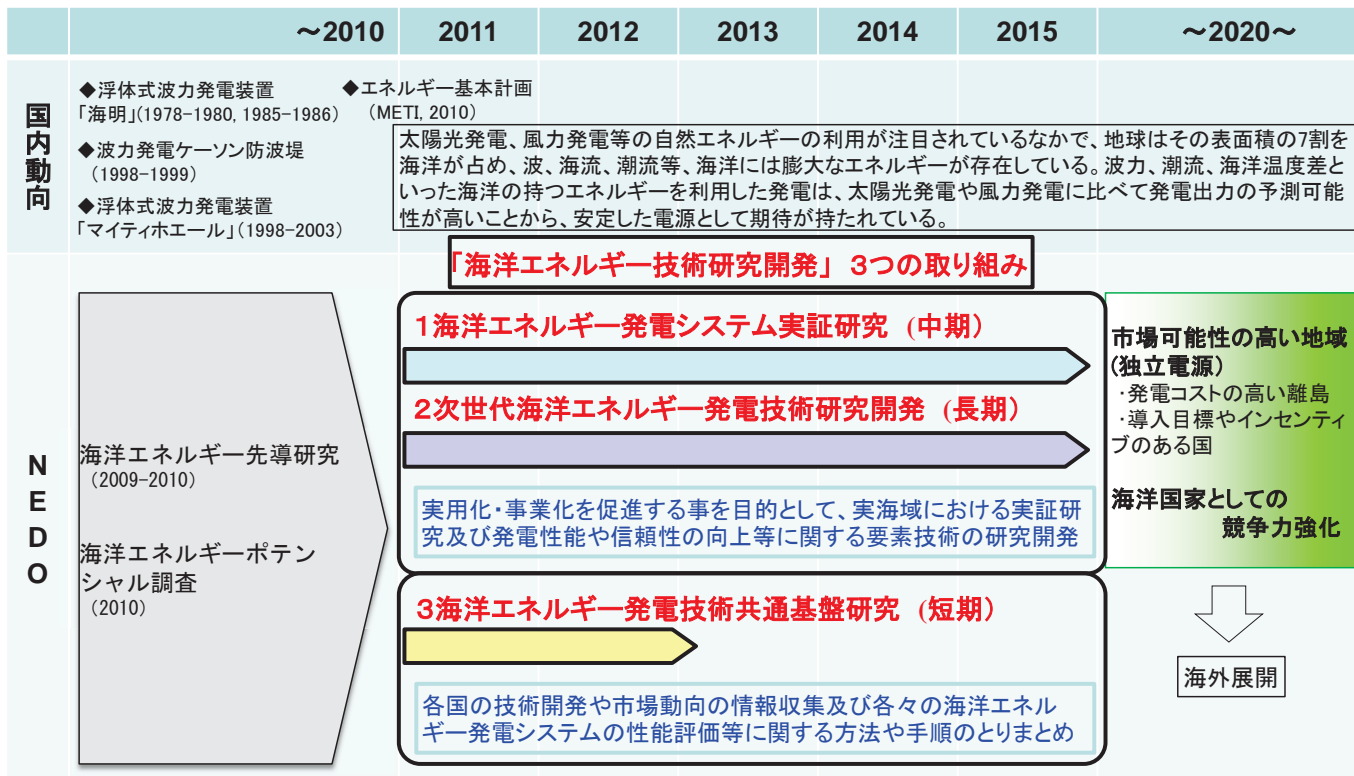 ～2010
2011
2012
2013
2014
2015
～2020～
国内動向
◆浮体式波力発電装置
「海明」(1978-1980, 1985-1986)
◆波力発電ケーソン防波堤
(1998-1999)
◆浮体式波力発電装置
「マイティホエール」(1998-2003)
◆エネルギー基本計画
(METI, 2010)
太陽光発電、風力発電等の自然エネルギーの利用が注目されているなかで、地球はその表面積の7割を
海洋が占め、波、海流、潮流等、海洋には膨大なエネルギーが存在している。波力、潮流、海洋温度差と
いった海洋の持つエネルギーを利用した発電は、太陽光発電や風力発電に比べて発電出力の予測可能
性が高いことから、安定した電源として期待が持たれている。
「海洋エネルギー技術研究開発」 3つの取り組み
NEDO
海洋エネルギー先導研究
(2009-2010)
海洋エネルギーポテン
シャル調査
(2010)
1海洋エネルギー発電システム実証研究 (中期)
2次世代海洋エネルギー発電技術研究開発 (長期)
実用化・事業化を促進する事を目的として、実海域における実証研
究及び発電性能や信頼性の向上等に関する要素技術の研究開発
3海洋エネルギー発電技術共通基盤研究 (短期)
各国の技術開発や市場動向の情報収集及び各々の海洋エネル
ギー発電システムの性能評価等に関する方法や手順のとりまとめ
市場可能性の高い地域
(独立電源)
・発電コストの高い離島
・導入目標やインセンティ
ブのある国
海洋国家としての
競争力強化
海外展開